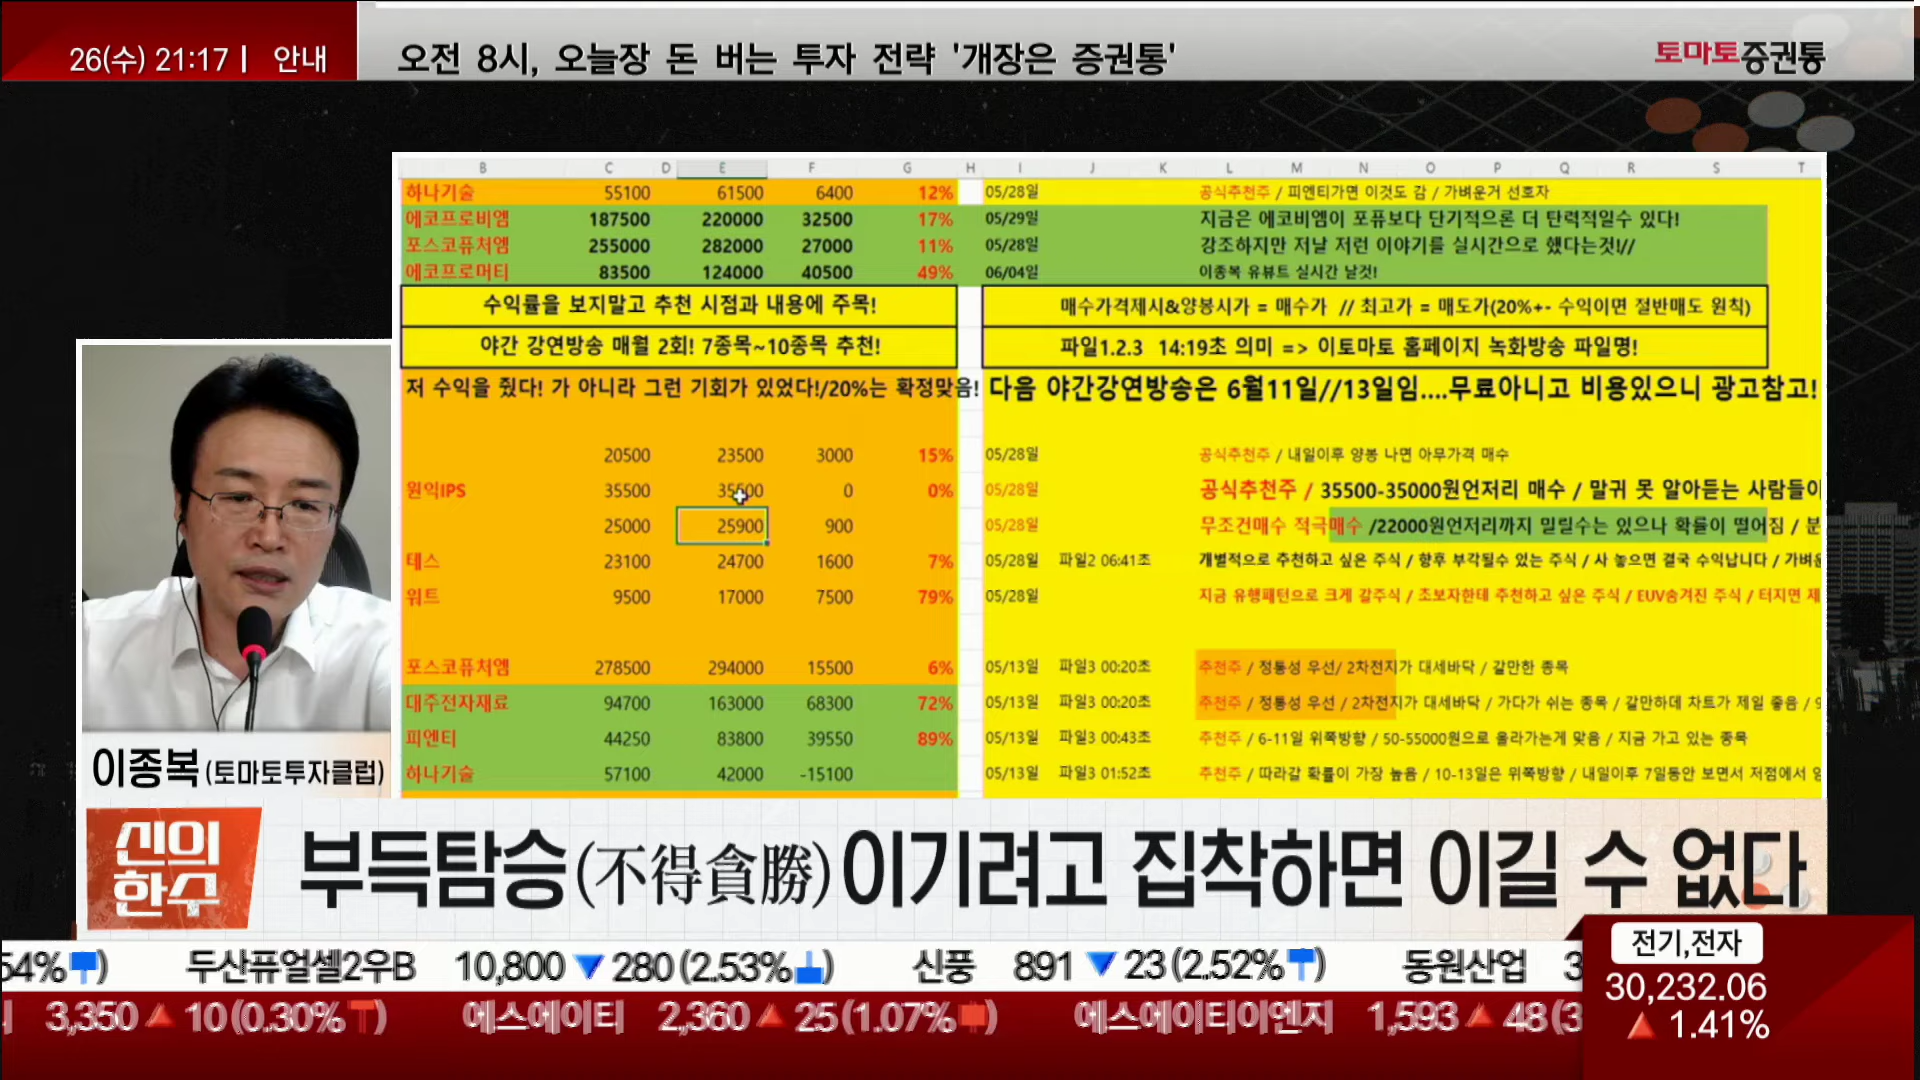 26(수) 21:17 | 안내 오전 8시, 오늘장 돈 버는 투자 전략 '개장은 증권통' 토마토증권통
B C D E F G H I J K L M N O P Q R S T
하나기술 55100 61500 6400 12% 05/28일 공식추천주 / 피엔티가면 이것도 감 / 가벼운거 선호자
에코프로비엠 187500 220000 32500 17% 05/29일 지금은 에코비엠이 포퓨보다 단기적으론 더 탄력적일수 있다!
포스코퓨처엠 255000 282000 27000 11% 05/28일 강조하지만 저날 저런 이야기를 실시간으로 했다는것!//
에코프로머티 83500 124000 40500 49% 06/04일 이종복 유뷰트 실시간 날것!
수익률을 보지말고 추천 시점과 내용에 주목! 매수가격제시&양봉시가 = 매수가 // 최고가 = 매도가(20%+- 수익이면 절반매도 원칙)
야간 강연방송 매월 2회! 7종목~10종목 추천! 파일1.2.3 14:19초 의미 => 이토마토 홈페이지 녹화방송 파일명!
저 수익을 줬다! 가 아니라 그런 기회가 있었다!/20%는 확정맞음! 다음 야간강연방송은 6월11일//13일임....무료아니고 비용있으니 광고참고!
20500 23500 3000 15% 05/28일 공식추천주 / 내일이후 양봉 나면 아무가격 매수
원익IPS 35500 35500 0 0% 05/28일 공식추천주 / 35500-35000원언저리 매수 / 말귀 못 알아듣는 사람들이
25000 25900 900 05/28일 무조건매수 적극매수 /22000원언저리까지 밀릴수는 있으나 확률이 떨어짐 / 분
테스 23100 24700 1600 7% 05/28일 파일2 06:41초 개별적으로 추천하고 싶은 주식 / 향후 부각될수 있는 주식 / 사 놓으면 결국 수익납니다 / 가벼운
워트 9500 17000 7500 79% 05/28일 지금 유행패턴으로 크게 갈주식 / 초보자한테 추천하고 싶은 주식 / EUV숨겨진 주식 / 터지면 제
포스코퓨처엠 278500 294000 15500 6% 05/13일 파일3 00:20초 추천주 / 정통성 우선/ 2차전지가 대세바닥 / 갈만한 종목
대주전자재료 94700 163000 68300 72% 05/13일 파일3 00:20초 추천주 / 정통성 우선 / 2차전지가 대세바닥 / 가다가 쉬는 종목 / 갈만하데 차트가 제일 좋음 /
피엔티 44250 83800 39550 89% 05/13일 파일3 00:43초 추천주 / 6-11일 위쪽방향 / 50-55000원으로 올라가는게 맞음 / 지금 가고 있는 종목
하나기술 57100 42000 -15100 05/13일 파일3 01:52초 추천주 / 따라갈 확률이 가장 높음 / 10-13일은 위쪽방향 / 내일이후 7일동안 보면서 저점에서
이종복 (토마토투자클럽)
신의 한수
부득탐승(不得貪勝) 이기려고 집착하면 이길 수 없다
54% ) 두산퓨얼셀2우B 10,800 ▼ 280 (2.53% ) 신풍 891 ▼ 23 (2.52% ) 동원산업 3
3,350 ▲ 10 (0.30% ) 에스에이티 2,360 ▲ 25 (1.07% ) 에스에이티이엔지 1,593 ▲ 48 (3
전기,전자
30,232.06
▲ 1.41%